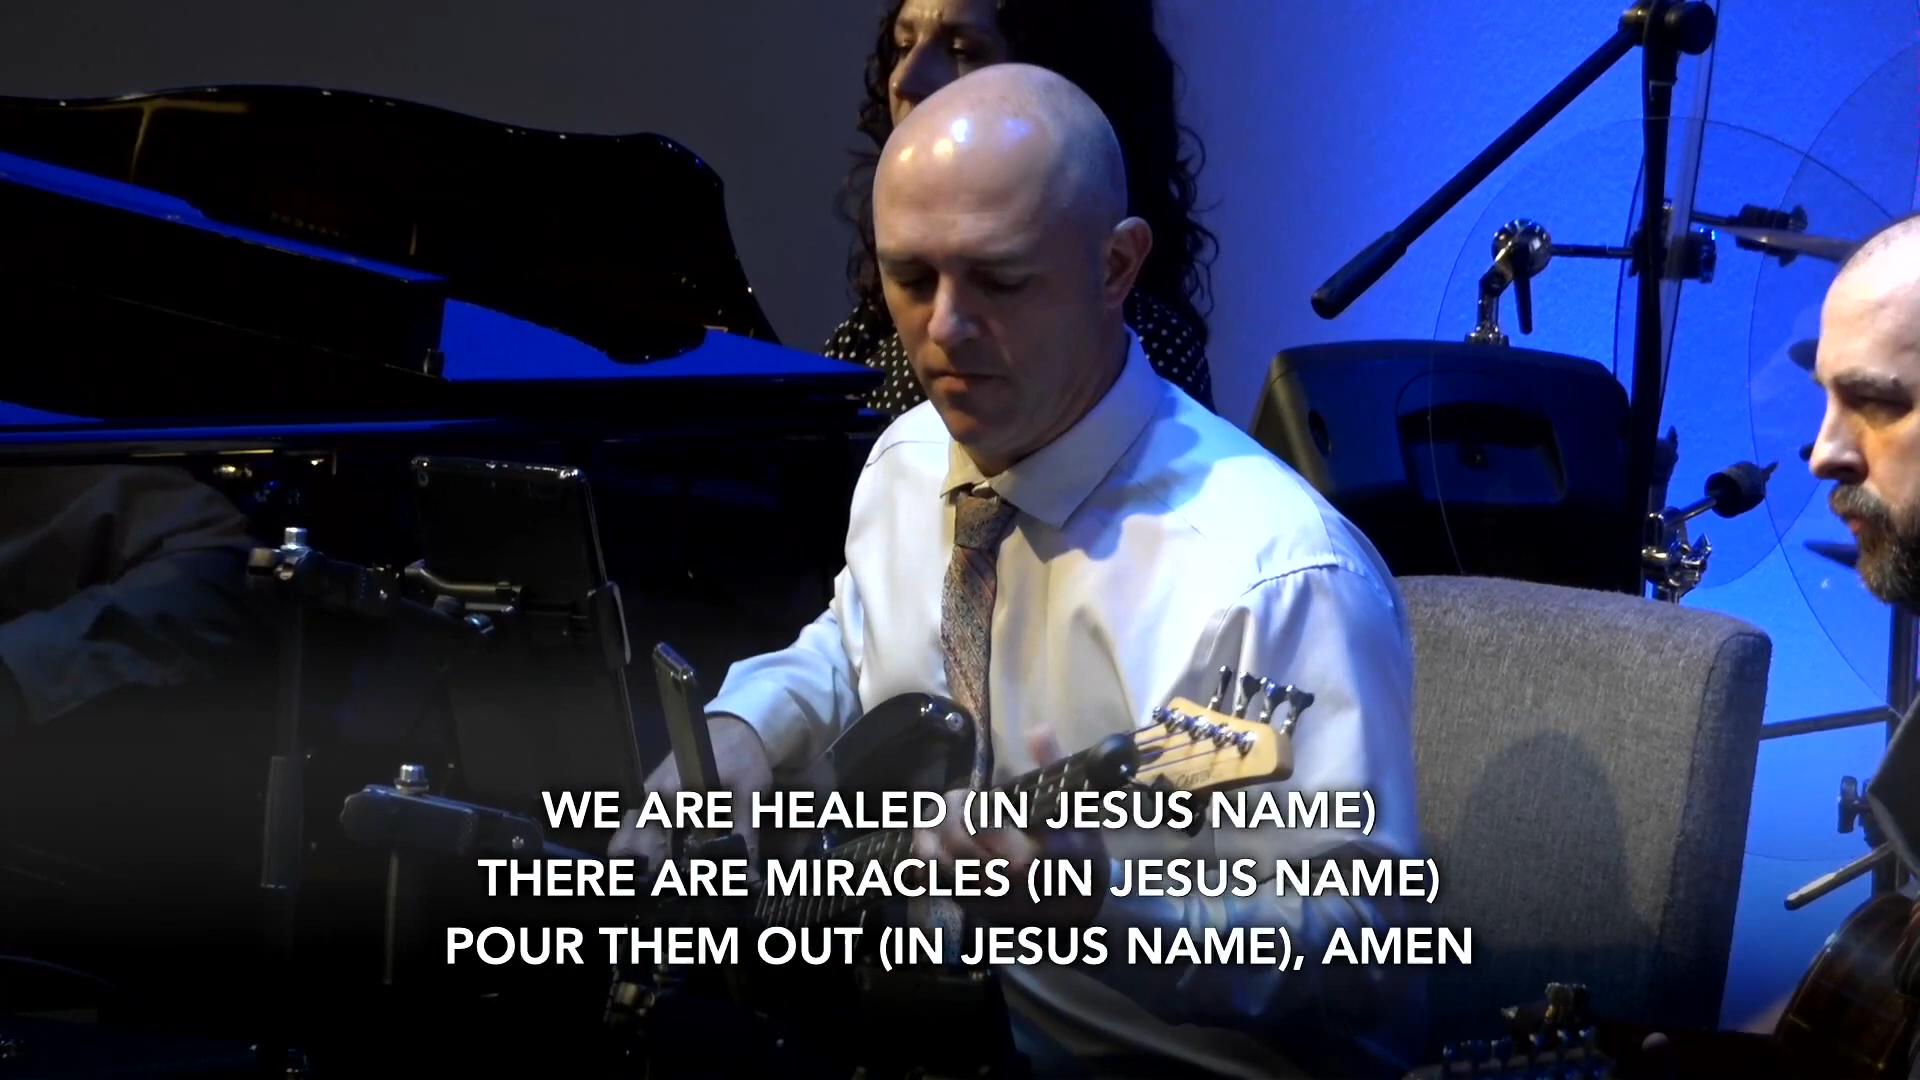 CARVIN
WE ARE HEALED (IN JESUS NAME)
THERE ARE MIRACLES (IN JESUS NAME)
POUR THEM OUT (IN JESUS NAME), AMEN